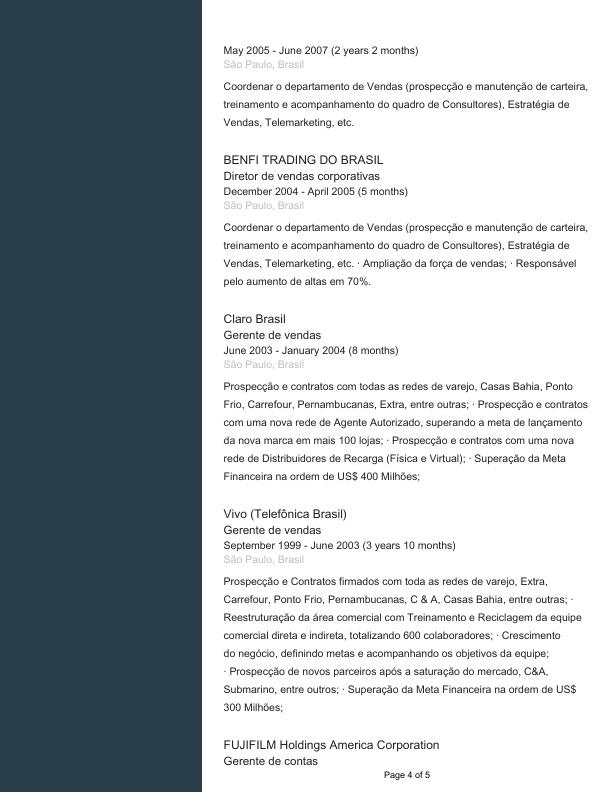 May 2005 - June 2007 (2 years 2 months)
São Paulo, Brasil
Coordenar o departamento de Vendas (prospecção e manutenção de carteira,
treinamento e acompanhamento do quadro de Consultores), Estratégia de
Vendas, Telemarketing, etc.
BENFI TRADING DO BRASIL
Diretor de vendas corporativas
December 2004 - April 2005 (5 months)
São Paulo, Brasil
Coordenar o departamento de Vendas (prospecção e manutenção de carteira,
treinamento e acompanhamento do quadro de Consultores), Estratégia de
Vendas, Telemarketing, etc. · Ampliação da força de vendas; · Responsável
pelo aumento de altas em 70%.
Claro Brasil
Gerente de vendas
June 2003 - January 2004 (8 months)
São Paulo, Brasil
Prospecção e contratos com todas as redes de varejo, Casas Bahia, Ponto
Frio, Carrefour, Pernambucanas, Extra, entre outras; · Prospecção e contratos
com uma nova rede de Agente Autorizado, superando a meta de lançamento
da nova marca em mais 100 lojas; · Prospecção e contratos com uma nova
rede de Distribuidores de Recarga (Física e Virtual); · Superação da Meta
Financeira na ordem de US$ 400 Milhões;
Vivo (Telefônica Brasil)
Gerente de vendas
September 1999 - June 2003 (3 years 10 months)
São Paulo, Brasil
Prospecção e Contratos firmados com toda as redes de varejo, Extra,
Carrefour, Ponto Frio, Pernambucanas, C & A, Casas Bahia, entre outras; ·
Reestruturação da área comercial com Treinamento e Reciclagem da equipe
comercial direta e indireta, totalizando 600 colaboradores; · Crescimento
do negócio, definindo metas e acompanhando os objetivos da equipe;
· Prospecção de novos parceiros após a saturação do mercado, C&A,
Submarino, entre outros; · Superação da Meta Financeira na ordem de US$
300 Milhões;
FUJIFILM Holdings America Corporation
Gerente de contas
Page 4 of 5